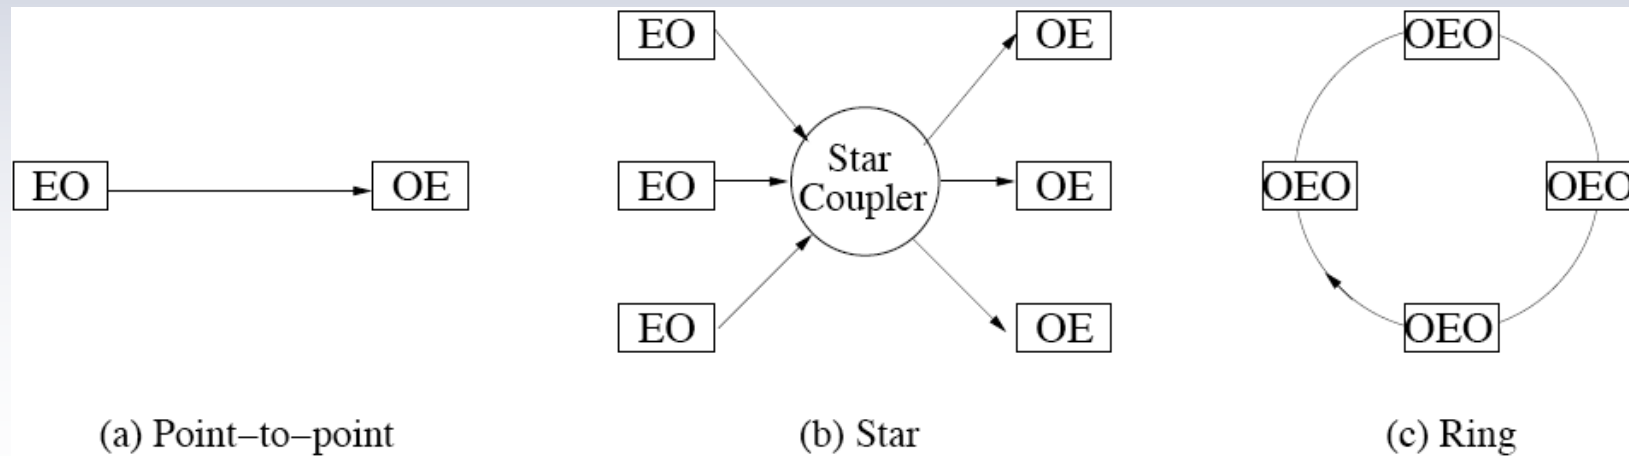 EO
OE
(a) Point–to–point
EO
EO
EO
Star
Coupler
OE
OE
OE
(b) Star
OEO
OEO
OEO
OEO
(c) Ring